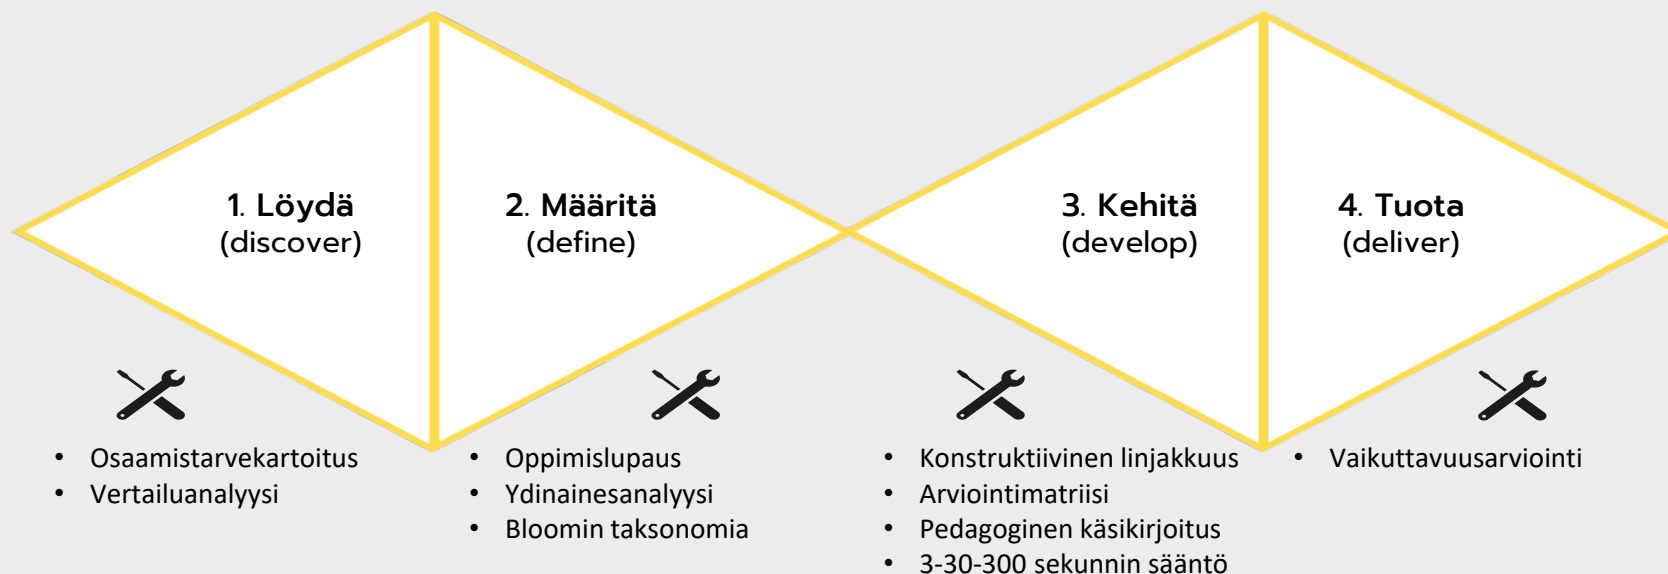 1. Löydä
(discover)
2. Määritä
(define)
3. Kehitä
(develop)
4. Tuota
(deliver)
• Osaamistarvekartoitus
• Vertailuanalyysi
• Oppimislupaus
• Ydinainesanalyysi
• Bloomin taksonomia
• Konstruktiivinen linjakkuus
• Arviointimatriisi
• Pedagoginen käsikirjoitus
• 3-30-300 sekunnin sääntö
• Vaikuttavuusarviointi